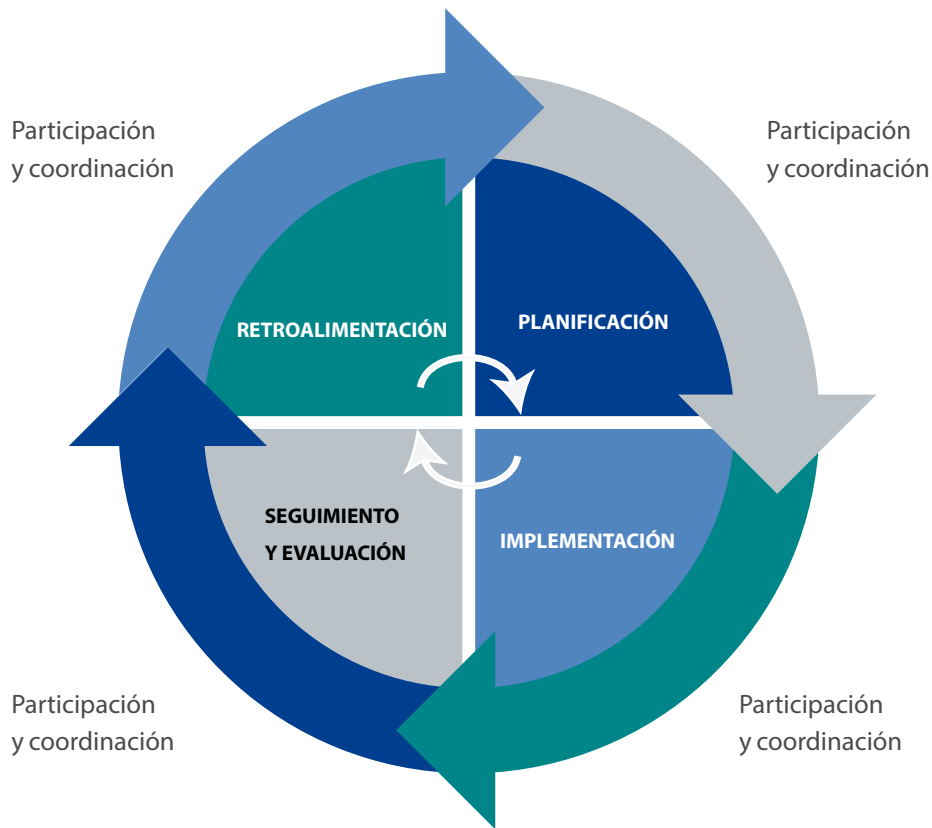 Participación
y coordinación
Participación
y coordinación
RETROALIMENTACIÓN
PLANIFICACIÓN
SEGUIMIENTO
Y EVALUACIÓN
IMPLEMENTACIÓN
Participación
y coordinación
Participación
y coordinación